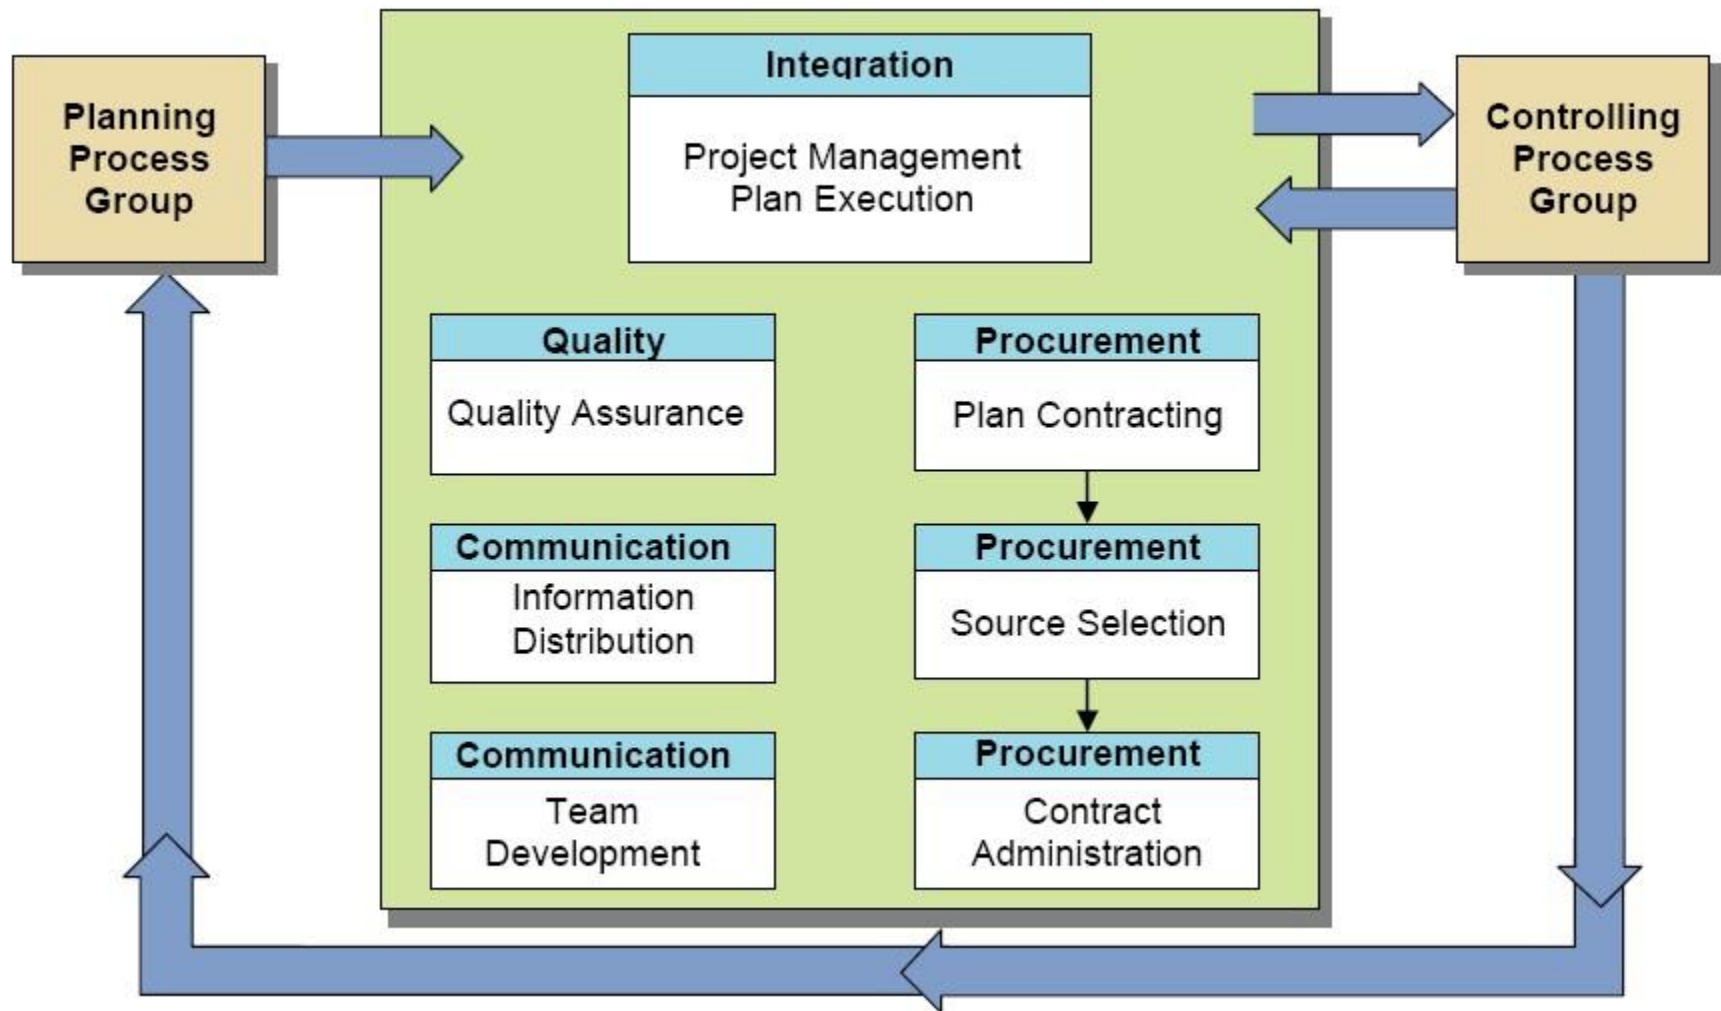 Planning
Process
Group
Integration
Project Management
Plan Execution
Controlling
Process
Group
Quality
Quality Assurance
Procurement
Plan Contracting
Communication
Information
Distribution
Procurement
Source Selection
Communication
Team
Development
Procurement
Contract
Administration